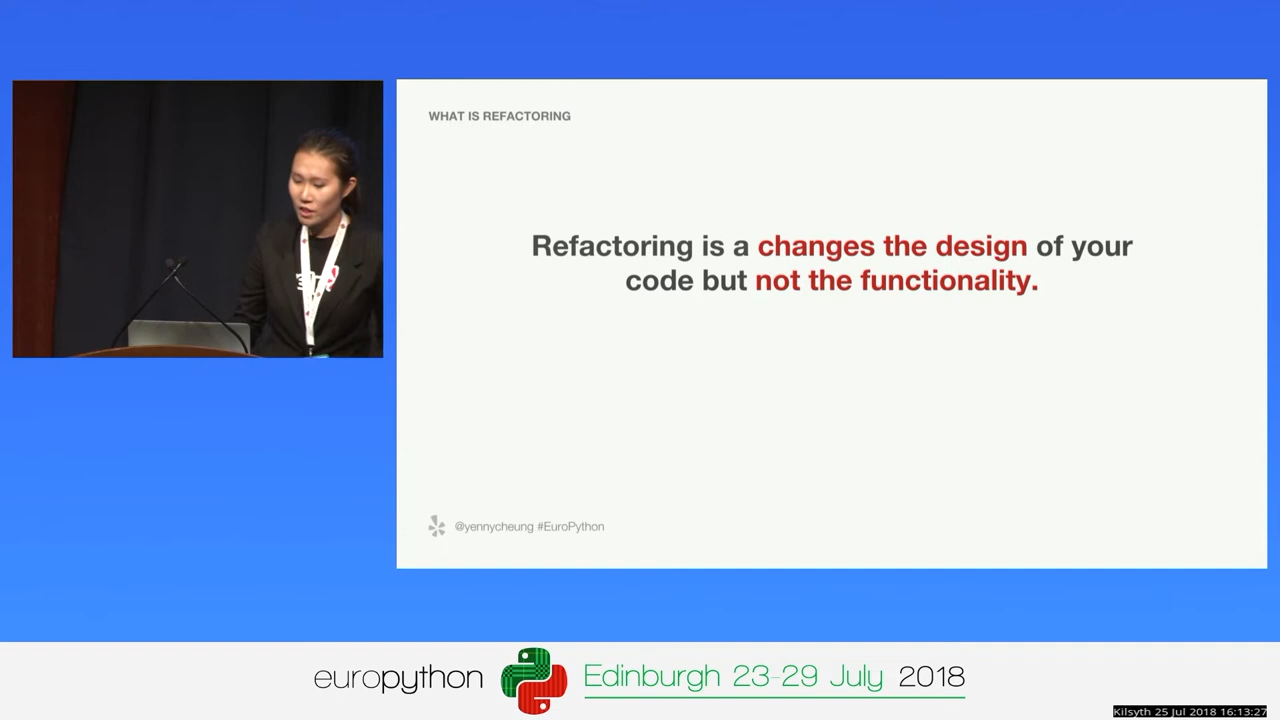 WHAT IS REFACTORING
Refactoring is a changes the design of your
code but not the functionality.
@yennycheung #EuroPython
europython
Edinburgh 23-29 July 2018
Kilsyth 25 Jul 2018 16:13:27